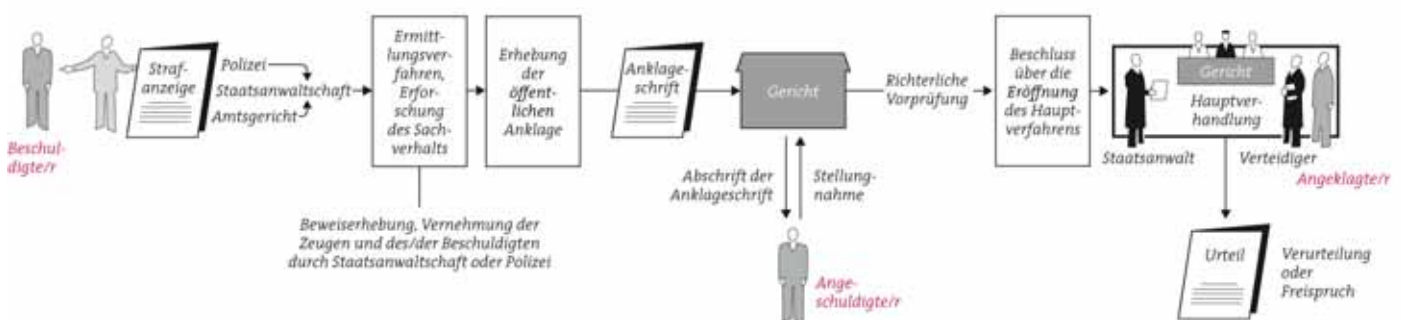 Beschul-
digte/r
Straf-
anzeige
Polizei
Staatsanwaltschaft
Amtsgericht
Ermitt-
lungsver-
fahren,
Erfor-
schung
des Sach-
verhalts
Beweiserhebung, Vernehmung der
Zeugen und des/der Beschuldigten
durch Staatsanwaltschaft oder Polizei
Erhebung
der
öffent-
lichen
Anklage
Anklage-
schrift
Gericht
Abschrift der
Anklageschrift
Stellung-
nahme
Ange-
schuldigte/r
Richterliche
Vorprüfung
Beschluss
über die
Eröffnung
des Haupt-
verfahrens
Gericht
Hauptver-
handlung
Staatsanwalt
Verteidiger
Angeklagte/r
Urteil
Verurteilung
oder
Freispruch